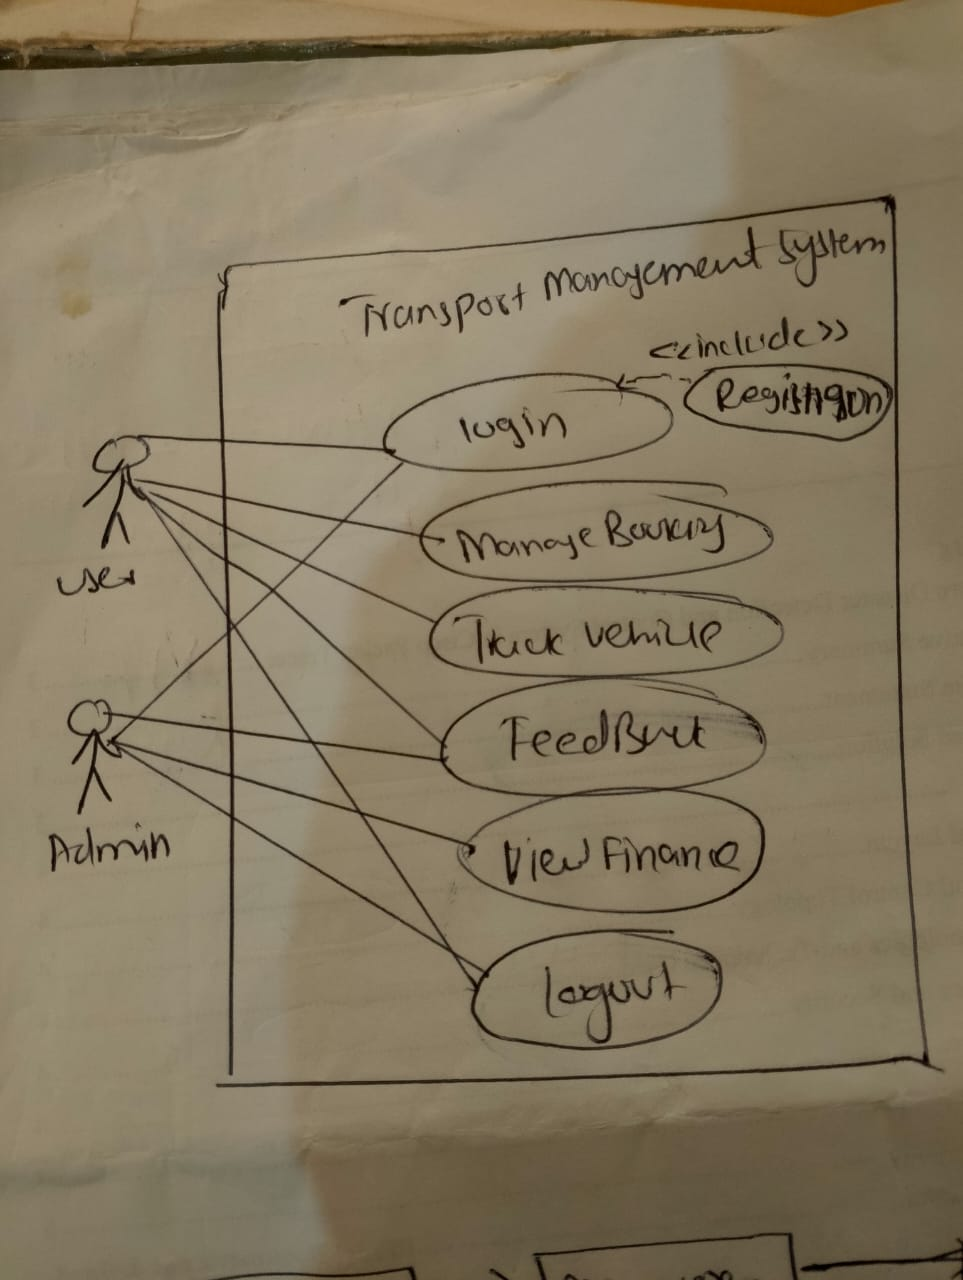 Transport Management System
<<include>>
login
Registration
Manage Booking
user
Track vehicle
FeedBack
Admin
View Finance
Logout